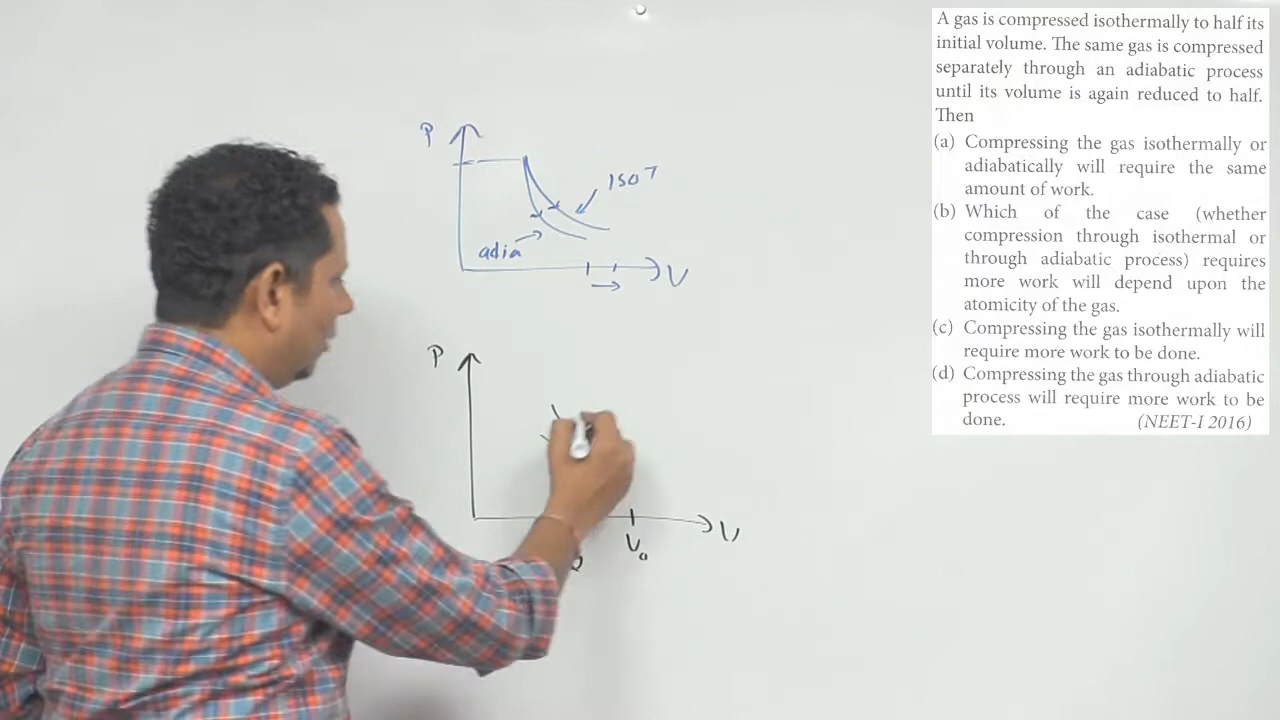 P
ISOT
adia
V
P
V₀
V
A gas is compressed isothermally to half its
initial volume. The same gas is compressed
separately through an adiabatic process
until its volume is again reduced to half.
Then
(a) Compressing the gas isothermally or
adiabatically will require the same
amount of work.
(b) Which of the case (whether
compression through isothermal or
through adiabatic process) requires
more work will depend upon the
atomicity of the gas.
(c) Compressing the gas isothermally will
require more work to be done.
(d) Compressing the gas through adiabatic
process will require more work to be
done. (NEET-I 2016)